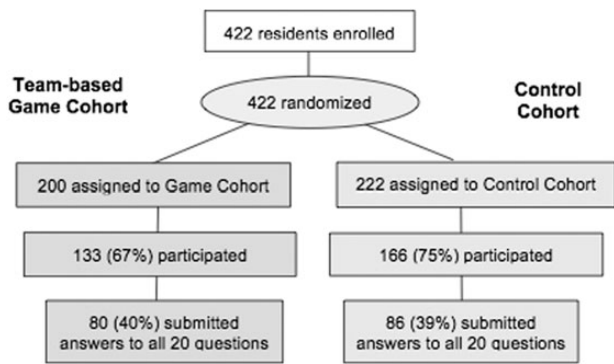 422 residents enrolled
Team-based
Game Cohort
422 randomized
Control
Cohort
200 assigned to Game Cohort
222 assigned to Control Cohort
133 (67%) participated
166 (75%) participated
80 (40%) submitted
answers to all 20 questions
86 (39%) submitted
answers to all 20 questions